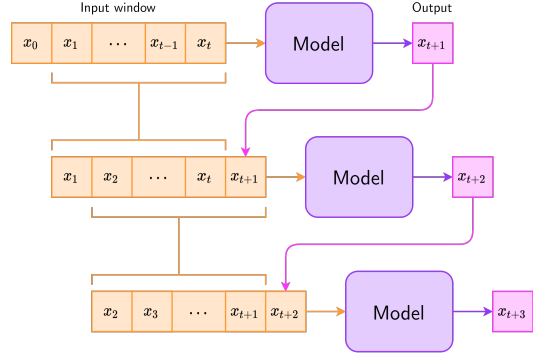 Input window Output
x₀ x₁ ⋯ xₜ₋₁ xₜ Model xₜ₊₁
x₁ x₂ ⋯ xₜ xₜ₊₁ Model xₜ₊₂
x₂ x₃ ⋯ xₜ₊₁ xₜ₊₂ Model xₜ₊₃